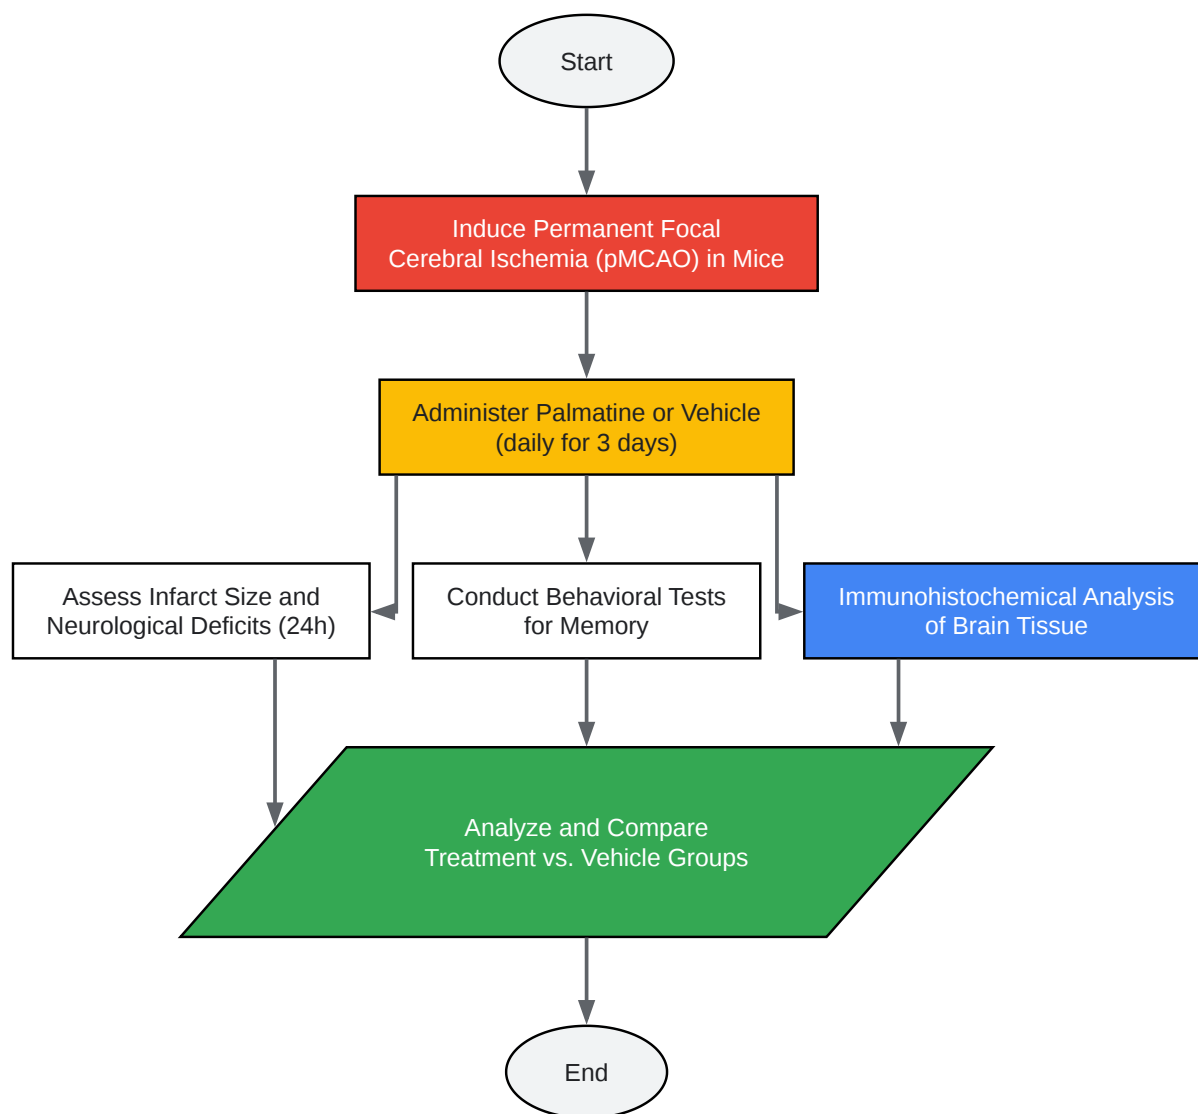 Start
Induce Permanent Focal
Cerebral Ischemia (pMCAO) in Mice
Administer Palmatine or Vehicle
(daily for 3 days)
Assess Infarct Size and
Neurological Deficits (24h)
Conduct Behavioral Tests
for Memory
Immunohistochemical Analysis
of Brain Tissue
Analyze and Compare
Treatment vs. Vehicle Groups
End